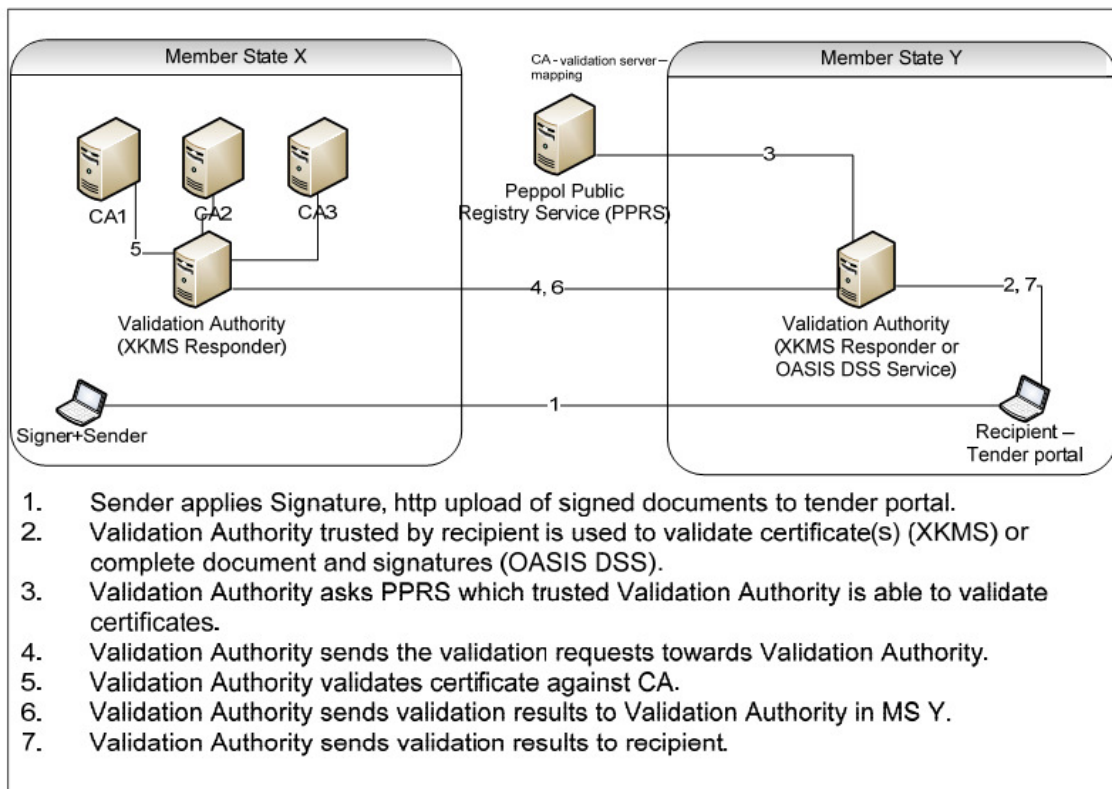 Member State X
CA - validation server –
mapping
Member State Y
CA1
CA2
CA3
3
Peppol Public
Registry Service (PPRS)
5
4, 6
2, 7
Validation Authority
(XKMS Responder)
Validation Authority
(XKMS Responder or
OASIS DSS Service)
1
Signer+Sender
Recipient –
Tender portal
1. Sender applies Signature, http upload of signed documents to tender portal.
2. Validation Authority trusted by recipient is used to validate certificate(s) (XKMS) or
complete document and signatures (OASIS DSS).
3. Validation Authority asks PPRS which trusted Validation Authority is able to validate
certificates.
4. Validation Authority sends the validation requests towards Validation Authority.
5. Validation Authority validates certificate against CA.
6. Validation Authority sends validation results to Validation Authority in MS Y.
7. Validation Authority sends validation results to recipient.